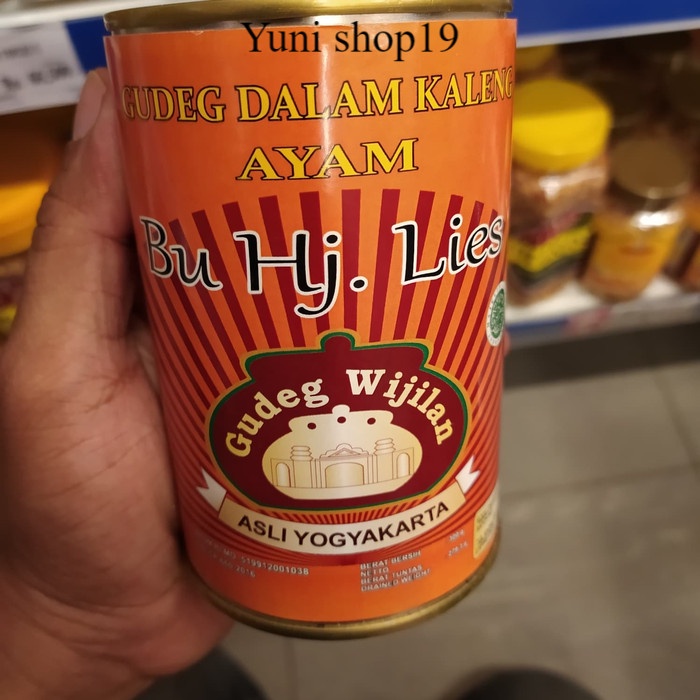 Yuni shop19
GUDEG DALAM KALENG
AYAM
Bu Hj. Lies
Gudeg Wijilan
ASLI YOGYAKARTA
519912001038
BERAT BERSIH
NETTO
BERAT TUNTAS
DRAINED WEIGHT